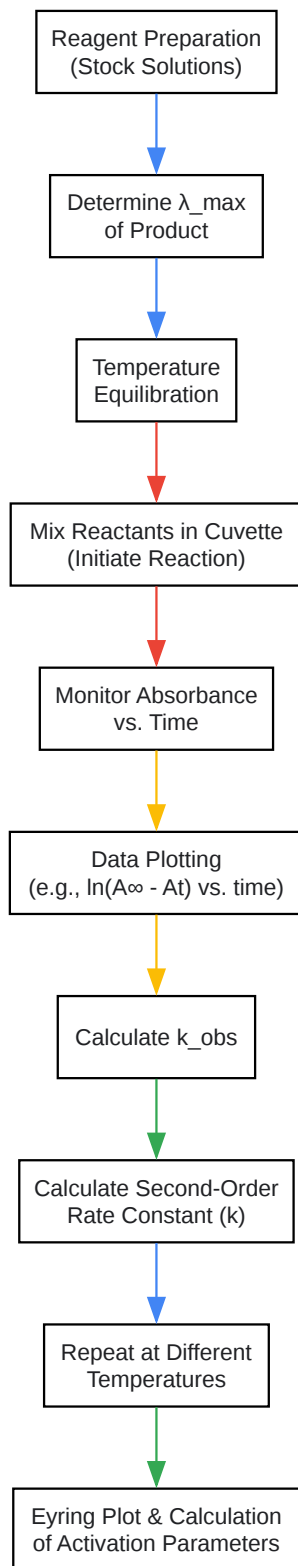 Reagent Preparation
(Stock Solutions)
Determine λ_max
of Product
Temperature
Equilibration
Mix Reactants in Cuvette
(Initiate Reaction)
Monitor Absorbance
vs. Time
Data Plotting
(e.g., ln(A∞ - At) vs. time)
Calculate k_obs
Calculate Second-Order
Rate Constant (k)
Repeat at Different
Temperatures
Eyring Plot & Calculation
of Activation Parameters